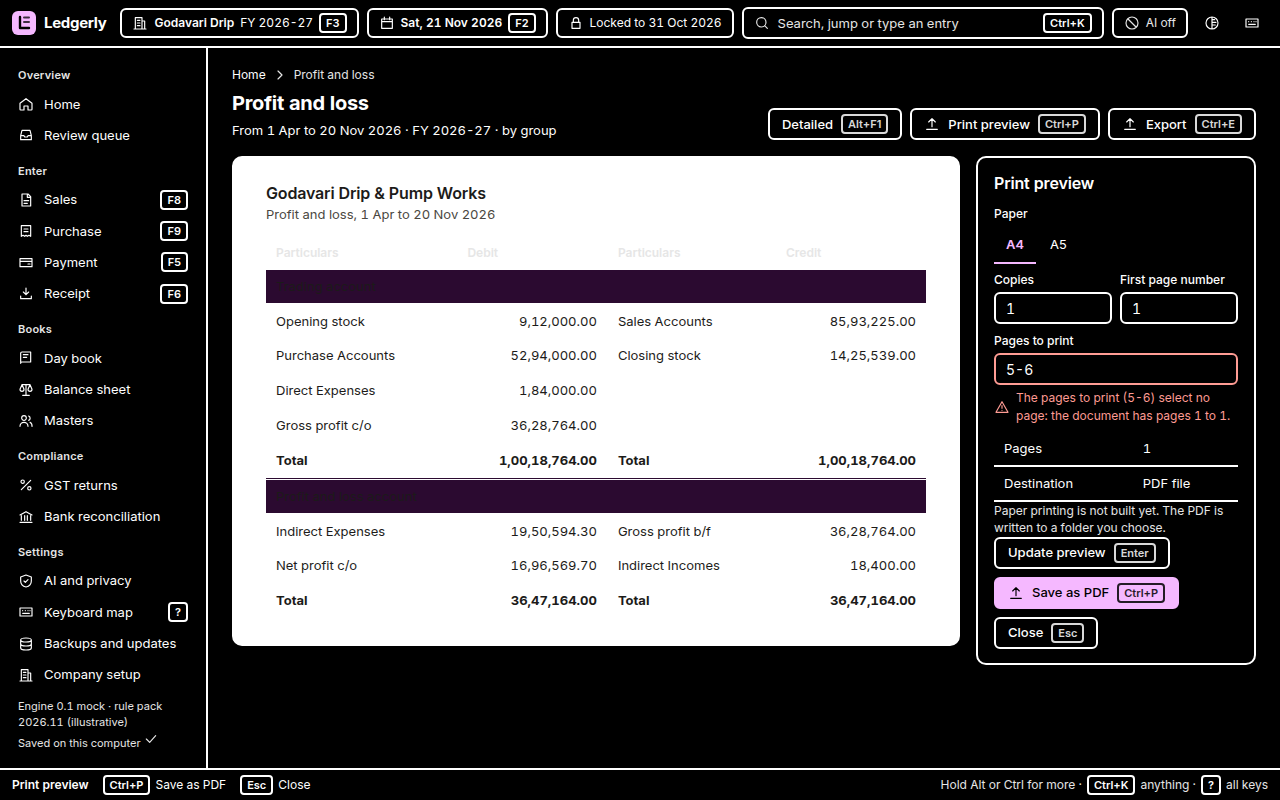 Ledgerly
Godavari Drip FY 2026-27 F3
Sat, 21 Nov 2026 F2
Locked to 31 Oct 2026
Search, jump or type an entry Ctrl+K
AI off
Overview
Home
Review queue
Enter
Sales F8
Purchase F9
Payment F5
Receipt F6
Books
Day book
Balance sheet
Masters
Compliance
GST returns
Bank reconciliation
Settings
AI and privacy
Keyboard map ?
Backups and updates
Company setup
Engine 0.1 mock · rule pack
2026.11 (illustrative)
Saved on this computer
Home > Profit and loss
Profit and loss
From 1 Apr to 20 Nov 2026 · FY 2026-27 · by group
Detailed Alt+F1
Print preview Ctrl+P
Export Ctrl+E
Godavari Drip & Pump Works
Profit and loss, 1 Apr to 20 Nov 2026
Particulars Debit Particulars Credit
Opening stock 9,12,000.00 Sales Accounts 85,93,225.00
Purchase Accounts 52,94,000.00 Closing stock 14,25,539.00
Direct Expenses 1,84,000.00
Gross profit c/o 36,28,764.00
Total 1,00,18,764.00 Total 1,00,18,764.00
Indirect Expenses 19,50,594.30 Gross profit b/f 36,28,764.00
Net profit c/o 16,96,569.70 Indirect Incomes 18,400.00
Total 36,47,164.00 Total 36,47,164.00
Print preview
Paper
A4 A5
Copies First page number
1 1
Pages to print
5-6
The pages to print (5-6) select no
page: the document has pages 1 to 1.
Pages 1
Destination PDF file
Paper printing is not built yet. The PDF is
written to a folder you choose.
Update preview Enter
Save as PDF Ctrl+P
Close Esc
Print preview Ctrl+P Save as PDF Esc Close
Hold Alt or Ctrl for more · Ctrl+K anything · ? all keys